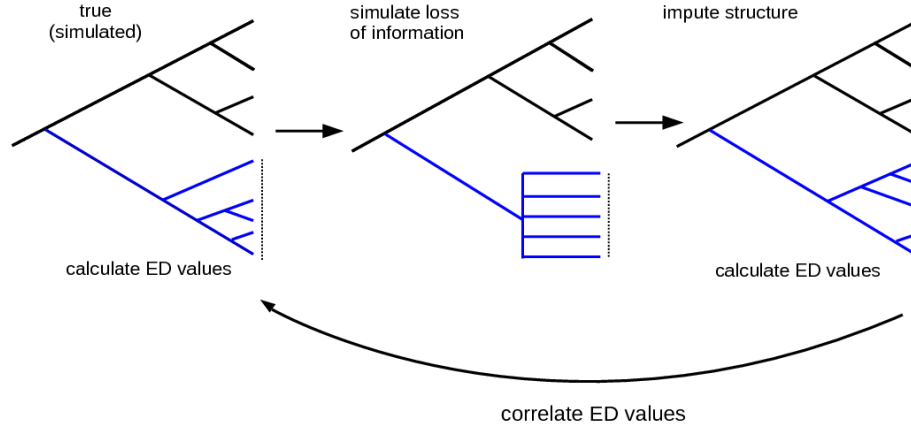 true
(simulated)
simulate loss
of information
impute structure
calculate ED values
calculate ED values
correlate ED values